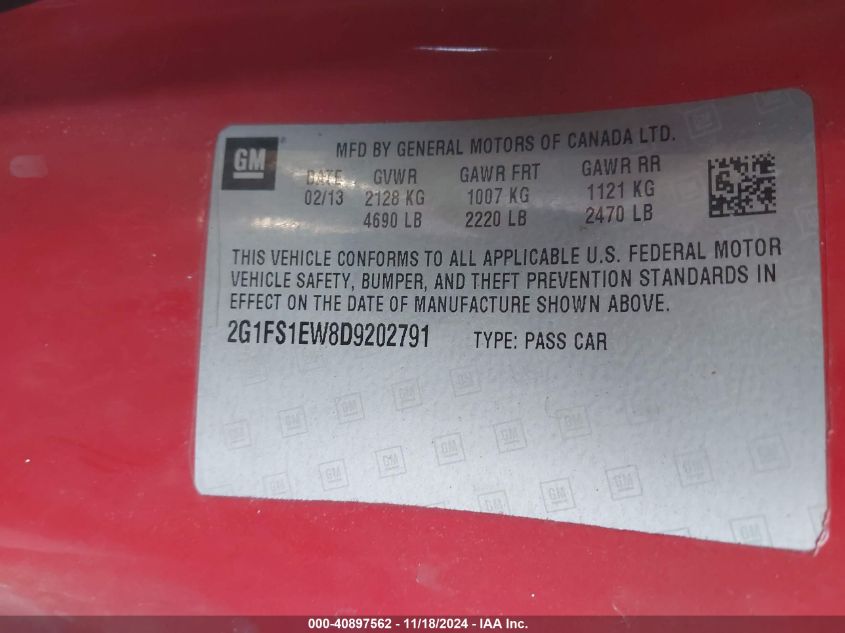 GM
MFD BY GENERAL MOTORS OF CANADA LTD.
DATE GVWR GAWR FRT GAWR RR
02/13 2128 KG 1007 KG 1121 KG
4690 LB 2220 LB 2470 LB
THIS VEHICLE CONFORMS TO ALL APPLICABLE U.S. FEDERAL MOTOR
VEHICLE SAFETY, BUMPER, AND THEFT PREVENTION STANDARDS IN
EFFECT ON THE DATE OF MANUFACTURE SHOWN ABOVE.
2G1FS1EW8D9202791 TYPE: PASS CAR
000-40897562 - 11/18/2024 - IAA Inc.